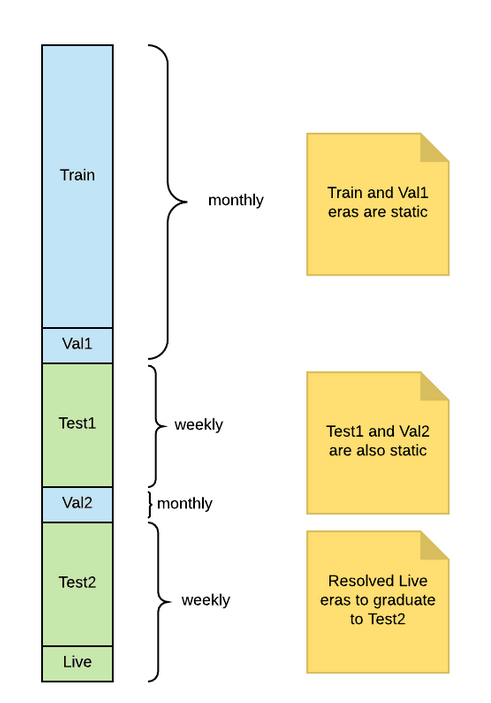 Train
monthly
Train and Val1
eras are static
Val1
Test1
weekly
Test1 and Val2
are also static
Val2
monthly
Test2
weekly
Resolved Live
eras to graduate
to Test2
Live